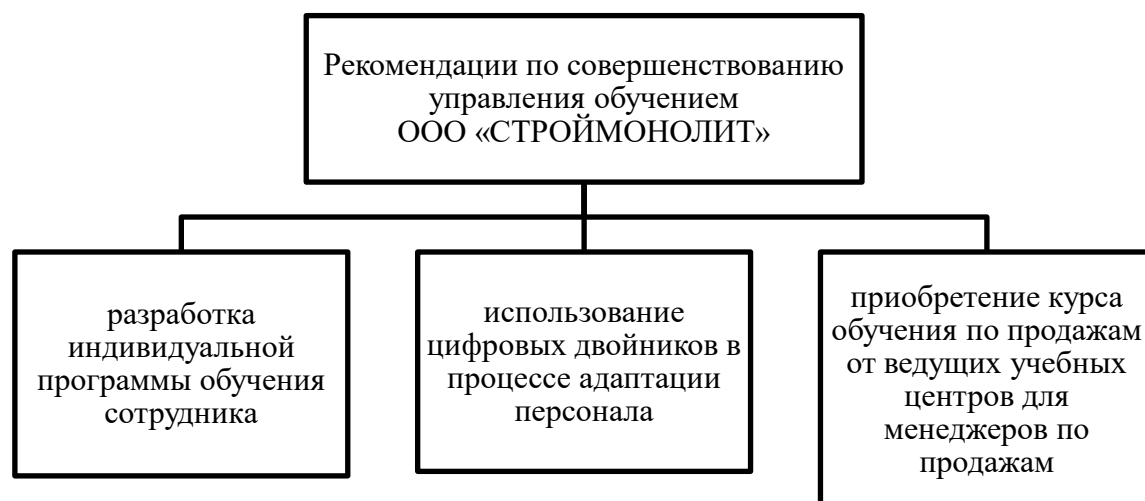 Рекомендации по совершенствованию
управления обучением
ООО «СТРОЙМОНОЛИТ»
разработка
индивидуальной
программы обучения
сотрудника
использование
цифровых двойников в
процессе адаптации
персонала
приобретение курса
обучения по продажам
от ведущих учебных
центров для
менеджеров по
продажам